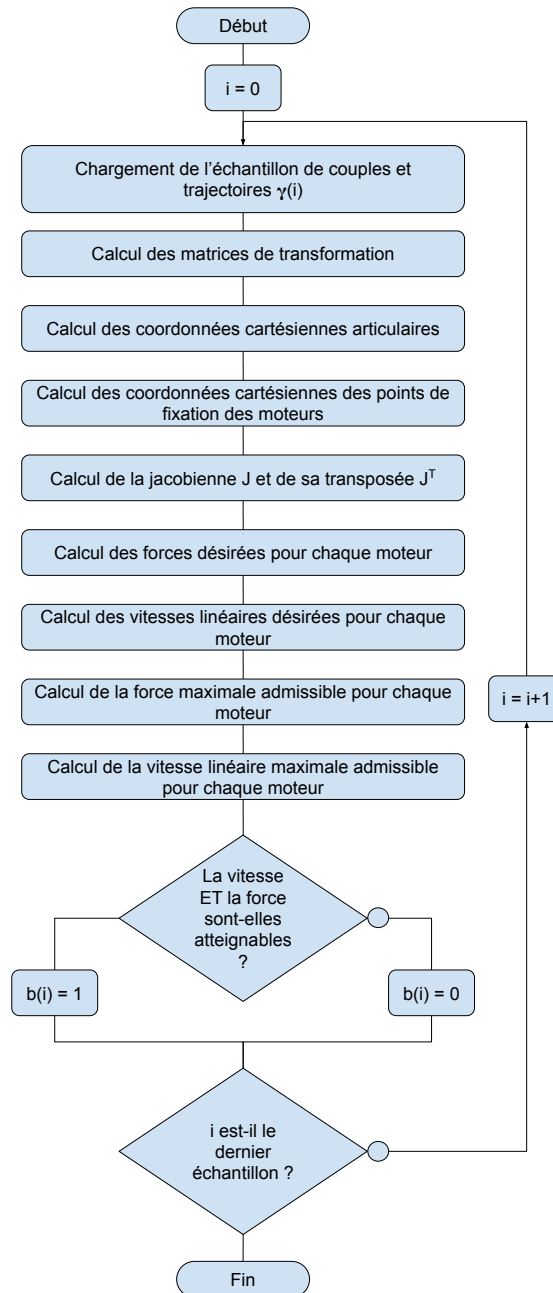 Début
i = 0
Chargement de l'échantillon de couples et
trajectoires γ(i)
Calcul des matrices de transformation
Calcul des coordonnées cartésiennes articulaires
Calcul des coordonnées cartésiennes des points de
fixation des moteurs
Calcul de la jacobienne J et de sa transposée Jᵀ
Calcul des forces désirées pour chaque moteur
Calcul des vitesses linéaires désirées pour chaque
moteur
Calcul de la force maximale admissible pour chaque
moteur
i = i+1
Calcul de la vitesse linéaire maximale admissible
pour chaque moteur
La vitesse
ET la force
sont-elles
atteignables
?
b(i) = 1
b(i) = 0
i est-il le
dernier
échantillon ?
Fin